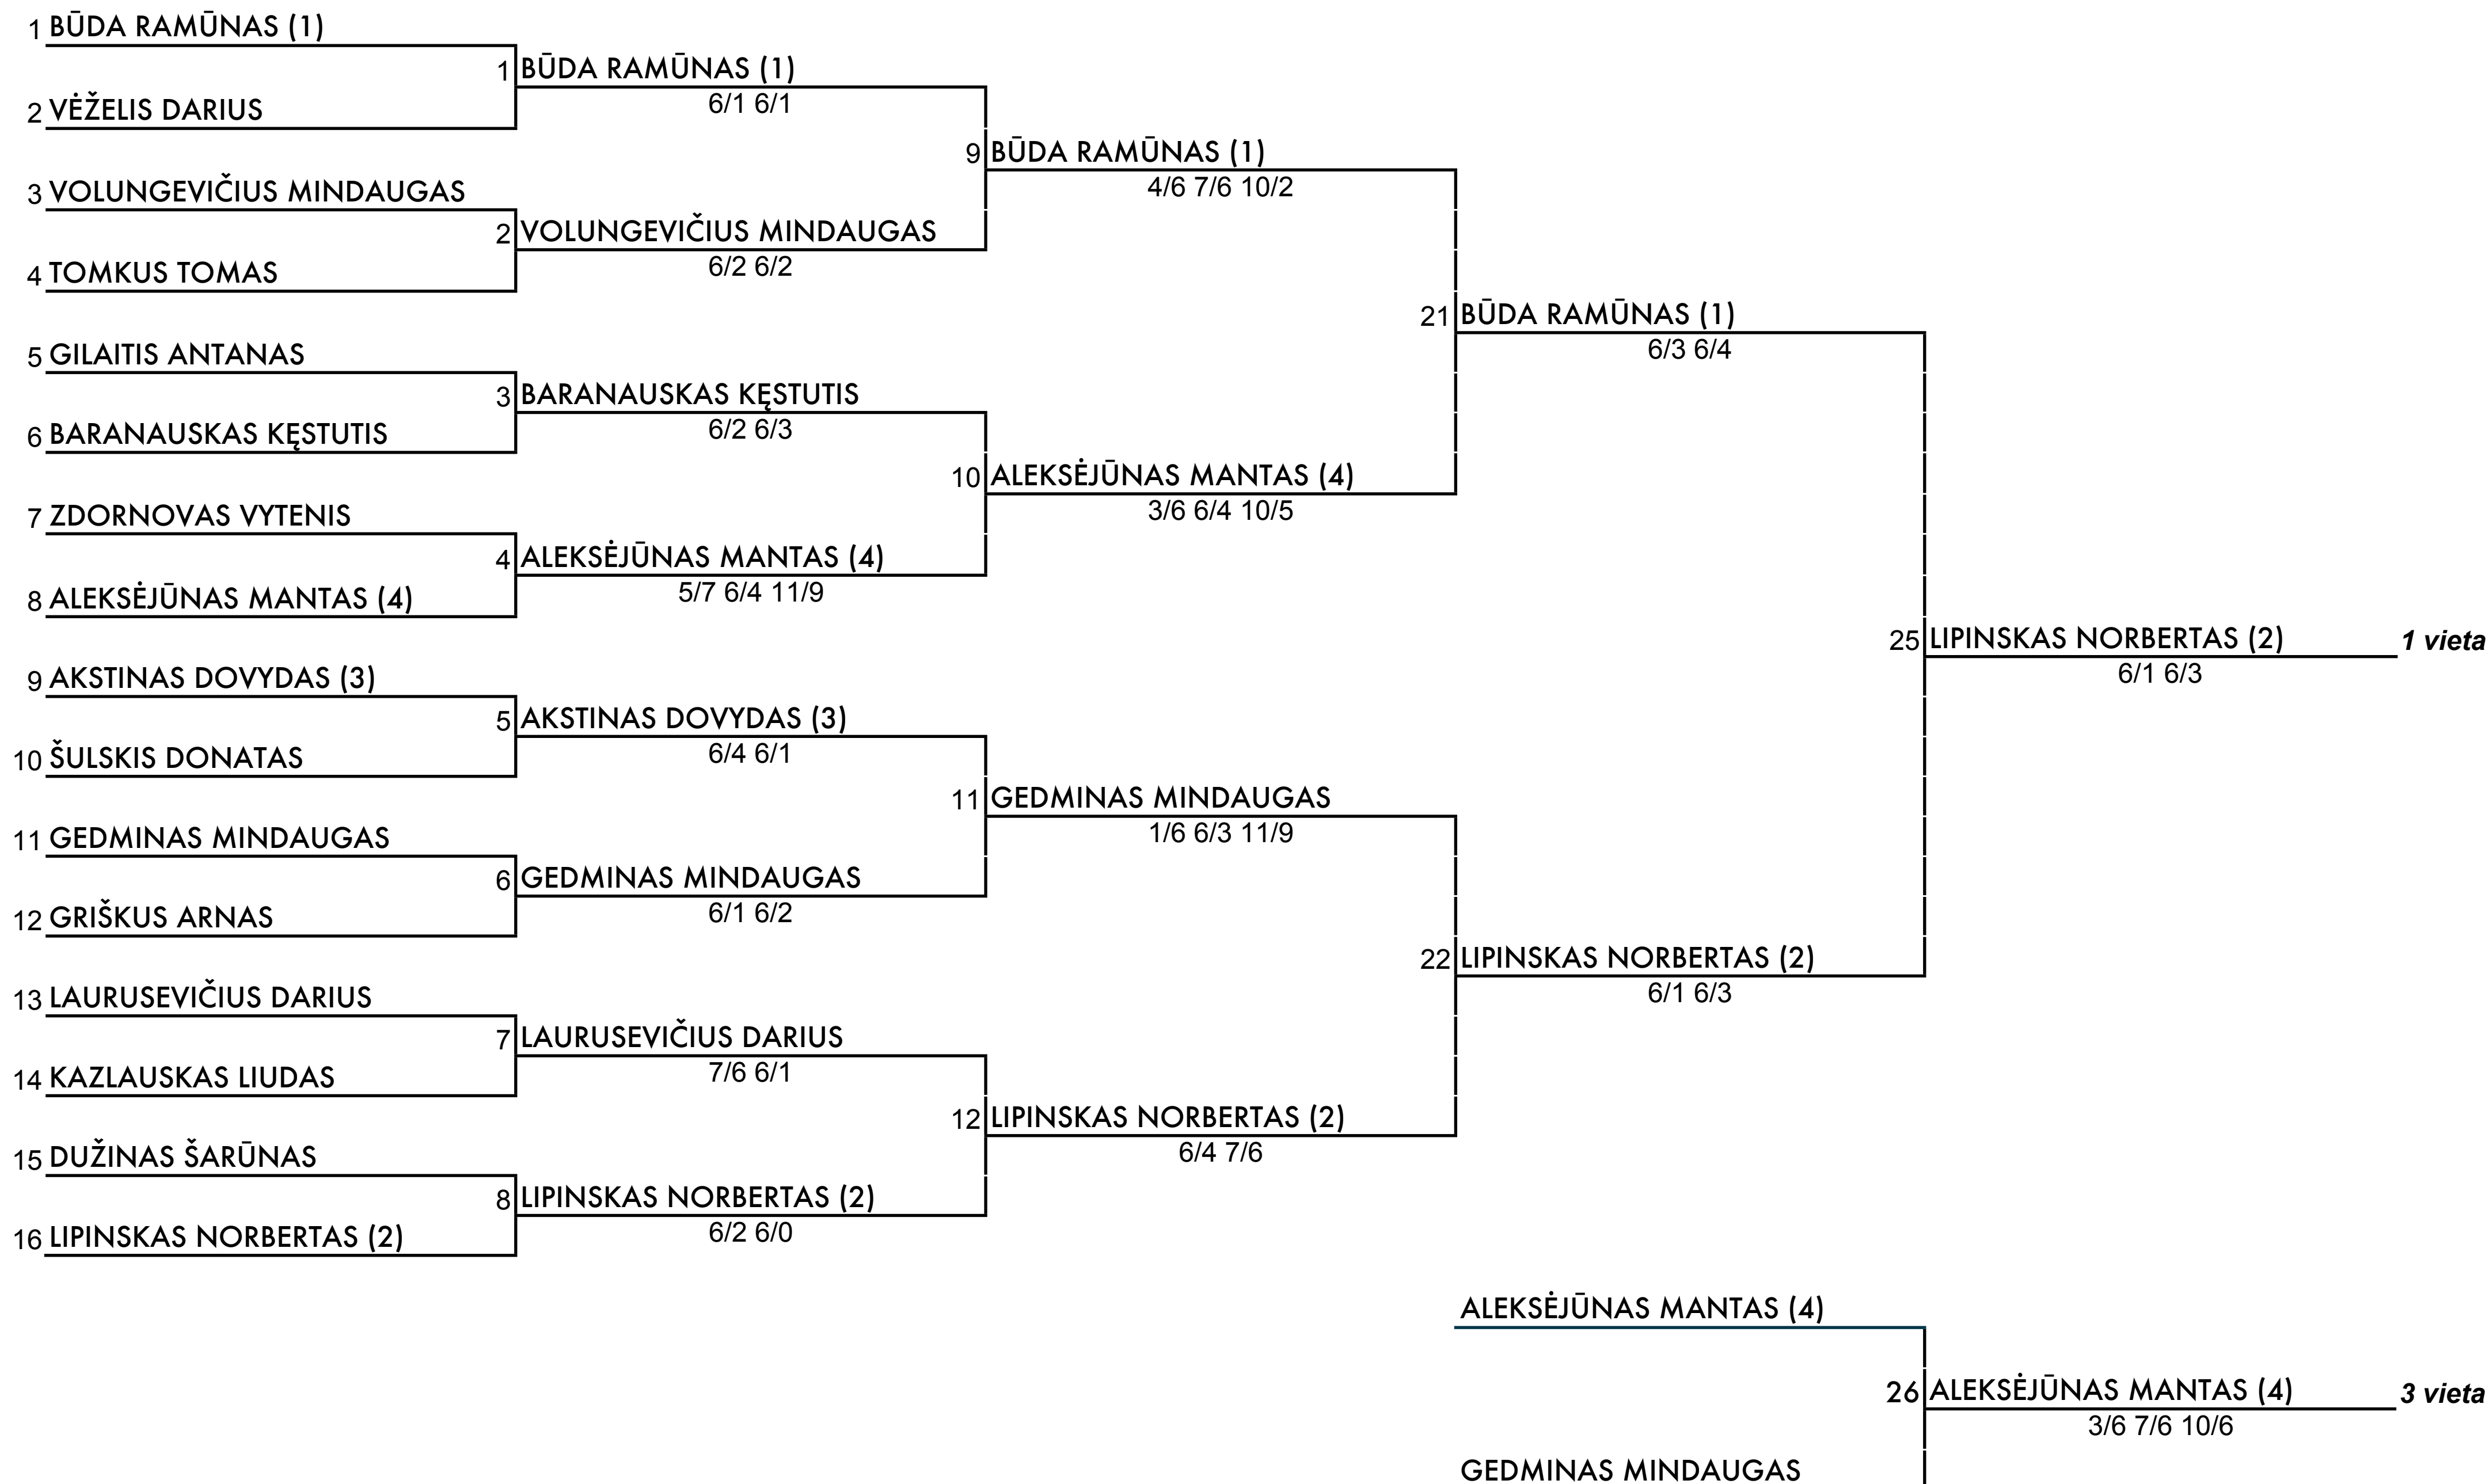 1 BŪDA RAMŪNAS (1)
1 BŪDA RAMŪNAS (1)
6/1 6/1
2 VĖŽELIS DARIUS
9 BŪDA RAMŪNAS (1)
4/6 7/6 10/2
3 VOLUNGEVIČIUS MINDAUGAS
2 VOLUNGEVIČIUS MINDAUGAS
6/2 6/2
4 TOMKUS TOMAS
21 BŪDA RAMŪNAS (1)
6/3 6/4
5 GILAITIS ANTANAS
3 BARANAUSKAS KĘSTUTIS
6/2 6/3
6 BARANAUSKAS KĘSTUTIS
10 ALEKSĖJŪNAS MANTAS (4)
3/6 6/4 10/5
7 ZDORNOVAS VYTENIS
4 ALEKSĖJŪNAS MANTAS (4)
5/7 6/4 11/9
8 ALEKSĖJŪNAS MANTAS (4)
25 LIPINSKAS NORBERTAS (2) 1 vieta
6/1 6/3
9 AKSTINAS DOVYDAS (3)
5 AKSTINAS DOVYDAS (3)
6/4 6/1
10 ŠULSKIS DONATAS
11 GEDMINAS MINDAUGAS
1/6 6/3 11/9
11 GEDMINAS MINDAUGAS
6 GEDMINAS MINDAUGAS
6/1 6/2
12 GRIŠKUS ARNAS
22 LIPINSKAS NORBERTAS (2)
6/1 6/3
13 LAURUSEVIČIUS DARIUS
7 LAURUSEVIČIUS DARIUS
7/6 6/1
14 KAZLAUSKAS LIUDAS
12 LIPINSKAS NORBERTAS (2)
6/4 7/6
15 DUŽINAS ŠARŪNAS
8 LIPINSKAS NORBERTAS (2)
6/2 6/0
16 LIPINSKAS NORBERTAS (2)
ALEKSĖJŪNAS MANTAS (4)
26 ALEKSĖJŪNAS MANTAS (4) 3 vieta
3/6 7/6 10/6
GEDMINAS MINDAUGAS